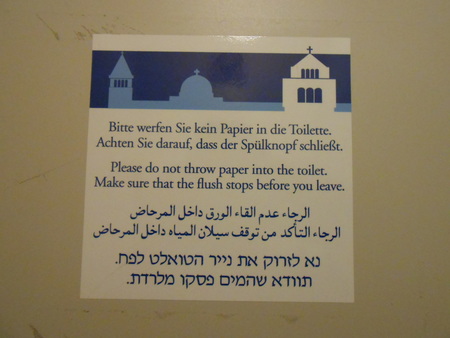 Bitte werfen Sie kein Papier in die Toilette.
Achten Sie darauf, dass der Spülknopf schließt.
Please do not throw paper into the toilet.
Make sure that the flush stops before you leave.
الرجاء عدم القاء الورق داخل المرحاض
الرجاء التأكد من توقف سيلان المياه داخل المرحاض
נא לזרוק את נייר הטואלט לפח.
תוודא שהמים פסקו מלרדת.